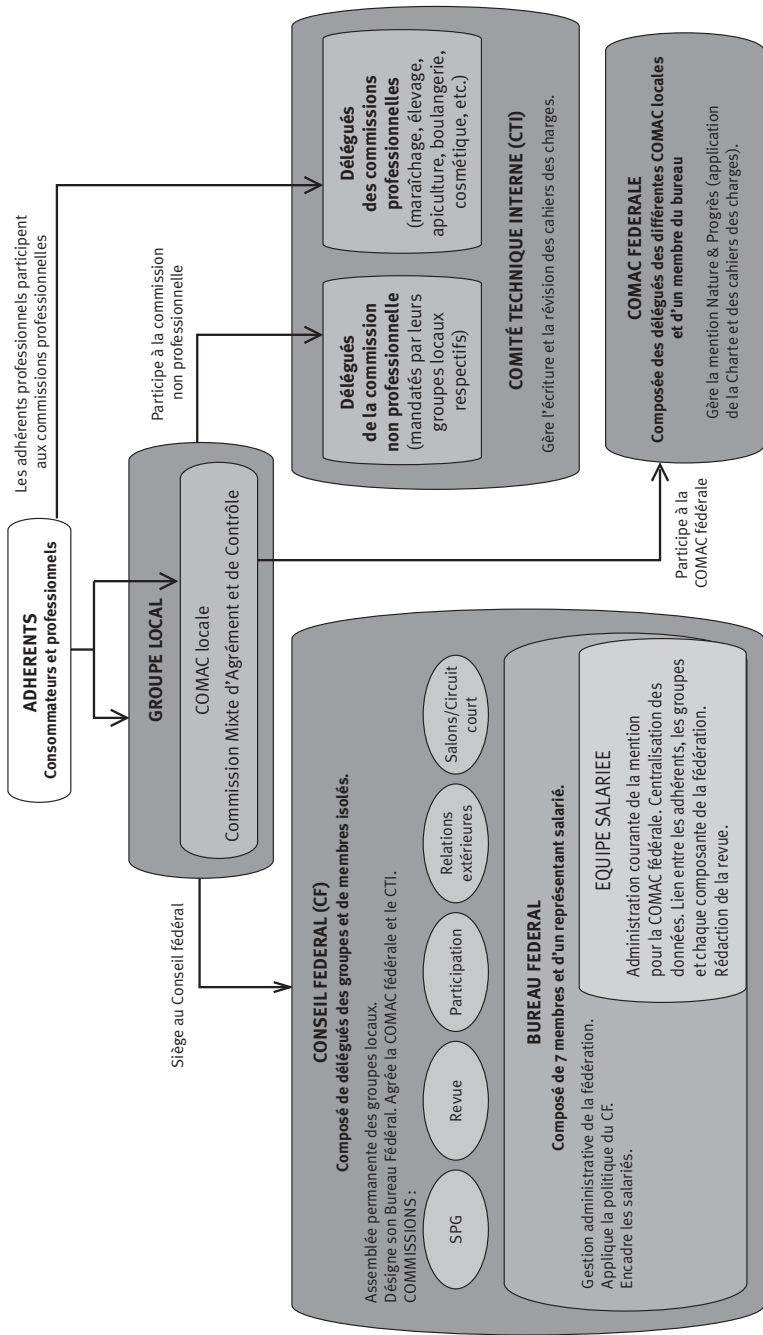 ADHERENTS
Consommateurs et professionnels
Les adhérents professionnels participent
aux commissions professionnelles
GROUPE LOCAL
COMAC locale
Commission Mixte d'Agrément et de Contrôle
Siège au Conseil fédéral
Participe à la commission
non professionnelle
Participe à la
COMAC fédérale
CONSEIL FEDERAL (CF)
Composé de délégués des groupes et de membres isolés.
Assemblée permanente des groupes locaux.
Désigne son Bureau Fédéral. Agrée la COMAC fédérale et le CTI.
COMMISSIONS :
SPG
Revue
Participation
Relations
extérieures
Salons/Circuit
court
BUREAU FEDERAL
Composé de 7 membres et d'un représentant salarié.
Gestion administrative de la fédération.
Applique la politique du CF.
Encadre les salariés.
EQUIPE SALARIEE
Administration courante de la mention
pour la COMAC fédérale. Centralisation des
données. Lien entre les adhérents, les groupes
et chaque composante de la fédération.
Rédaction de la revue.
Délégués
de la commission
non professionnelle
(mandatés par leurs
groupes locaux
respectifs)
Délégués
des commissions
professionnelles
(maraîchage, élevage,
apiculture, boulangerie,
cosmétique, etc.)
COMITÉ TECHNIQUE INTERNE (CTI)
Gère l'écriture et la révision des cahiers des charges.
COMAC FEDERALE
Composée des délégués des différentes COMAC locales
et d'un membre du bureau
Gère la mention Nature & Progrès (application
de la Charte et des cahiers des charges).